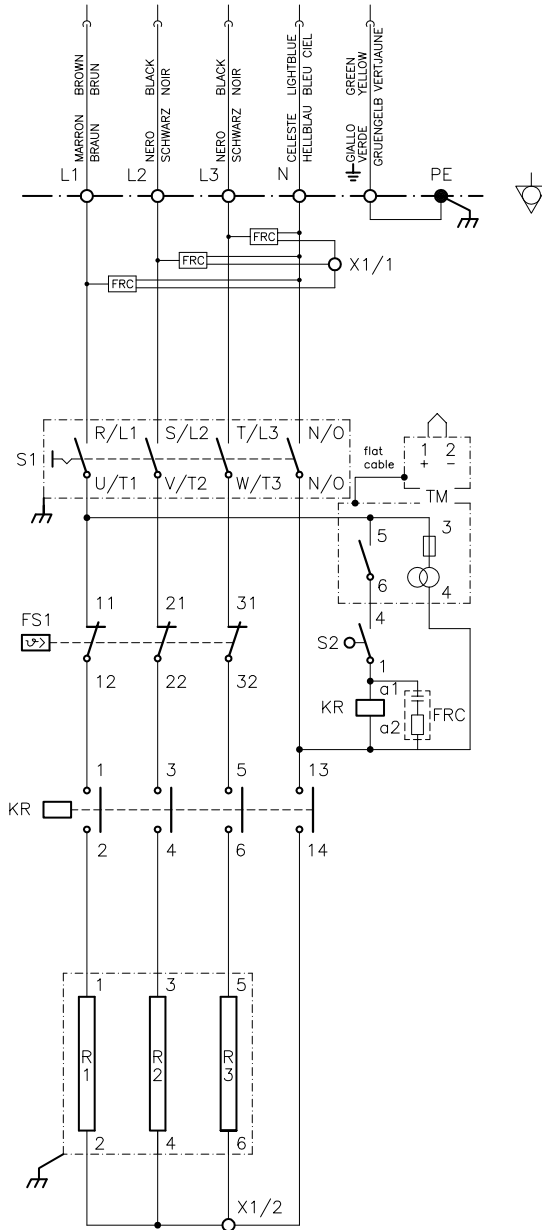 MARRON BROWN
BRAUN BRUN
NERO BLACK
SCHWARZ NOIR
NERO BLACK
SCHWARZ NOIR
CELESTE LIGHTBLUE
HELLBLAU BLEU CIEL
GIALLO GREEN
VERDE YELLOW
GRUENGELB VERTJAUNE
L1 L2 L3 N PE
FRC
FRC X1/1
FRC
R/L1 S/L2 T/L3 N/O
S1
U/T1 V/T2 W/T3 N/O
flat
cable
1 2
+ −
TM
5 3
6 4
FS1
11 21 31
12 22 32
4
S2
1
a1
KR FRC
a2
1 3 5 13
KR
2 4 6 14
1 3 5
R R R
1 2 3
2 4 6
X1/2